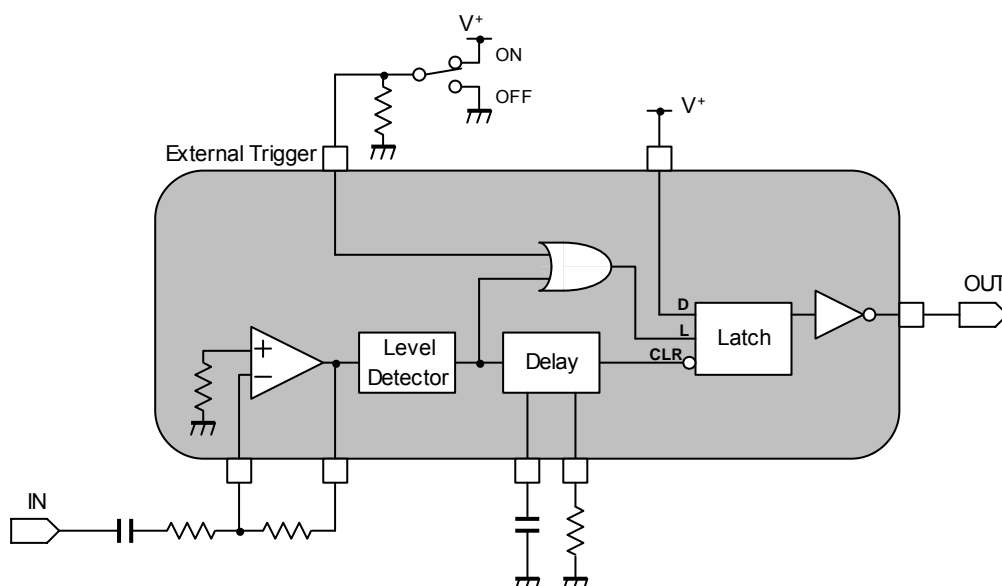 V⁺
ON
OFF
V⁺
External Trigger
OUT
D
L
CLR
Latch
+
−
Level
Detector
Delay
IN